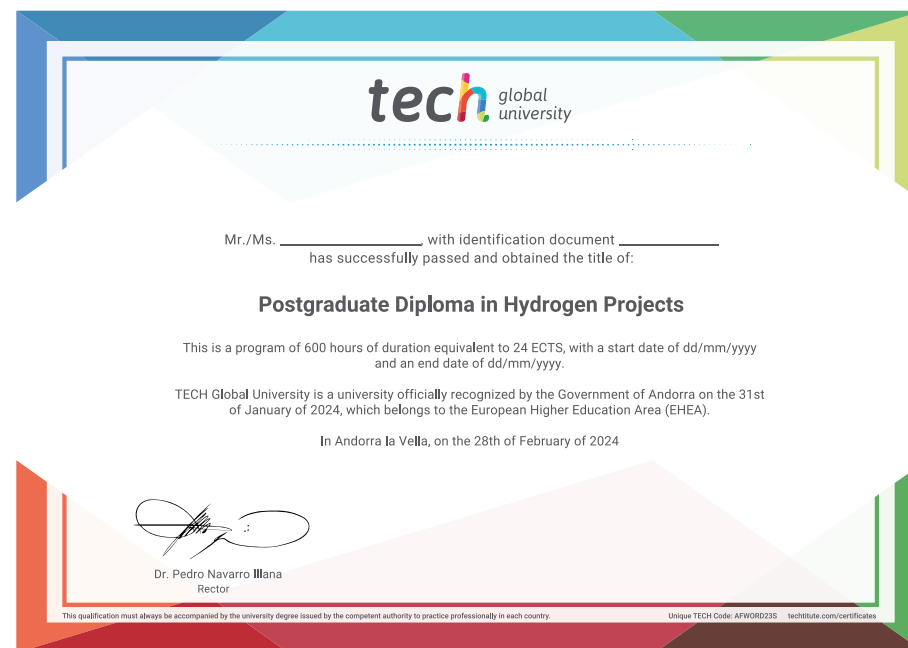 tech global university
Mr./Ms. ____________________, with identification document ______________
has successfully passed and obtained the title of:
Postgraduate Diploma in Hydrogen Projects
This is a program of 600 hours of duration equivalent to 24 ECTS, with a start date of dd/mm/yyyy
and an end date of dd/mm/yyyy.
TECH Global University is a university officially recognized by the Government of Andorra on the 31st
of January of 2024, which belongs to the European Higher Education Area (EHEA).
In Andorra la Vella, on the 28th of February of 2024
Dr. Pedro Navarro Illana
Rector
This qualification must always be accompanied by the university degree issued by the competent authority to practice professionally in each country.
Unique TECH Code: AFWORD23S techtitute.com/certificates